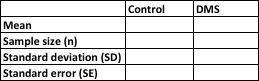 Control DMS
Mean
Sample size (n)
Standard deviation (SD)
Standard error (SE)